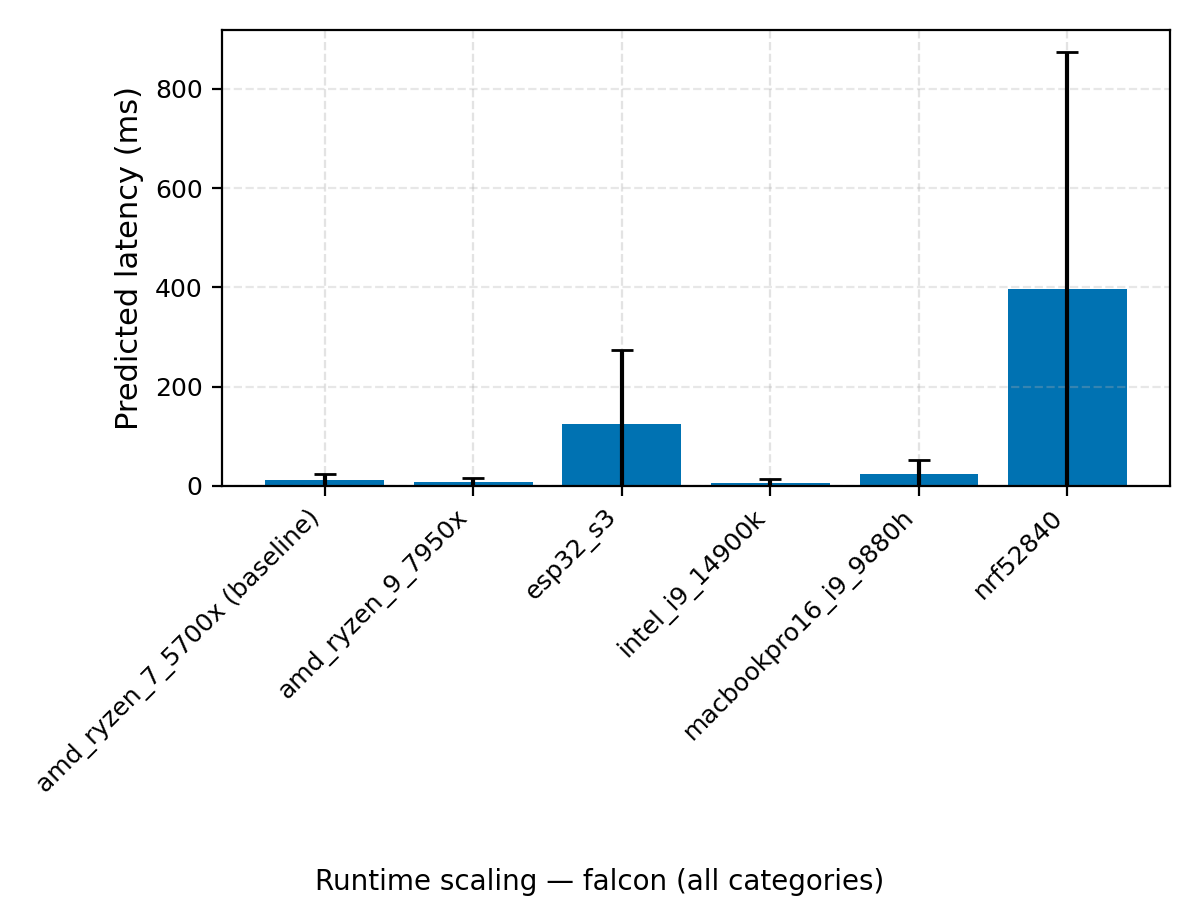 Predicted latency (ms)
800
600
400
200
0
amd_ryzen_7_5700x (baseline)
amd_ryzen_9_7950x
esp32_s3
intel_i9_14900k
macbookpro16_i9_9880h
nrf52840
Runtime scaling — falcon (all categories)